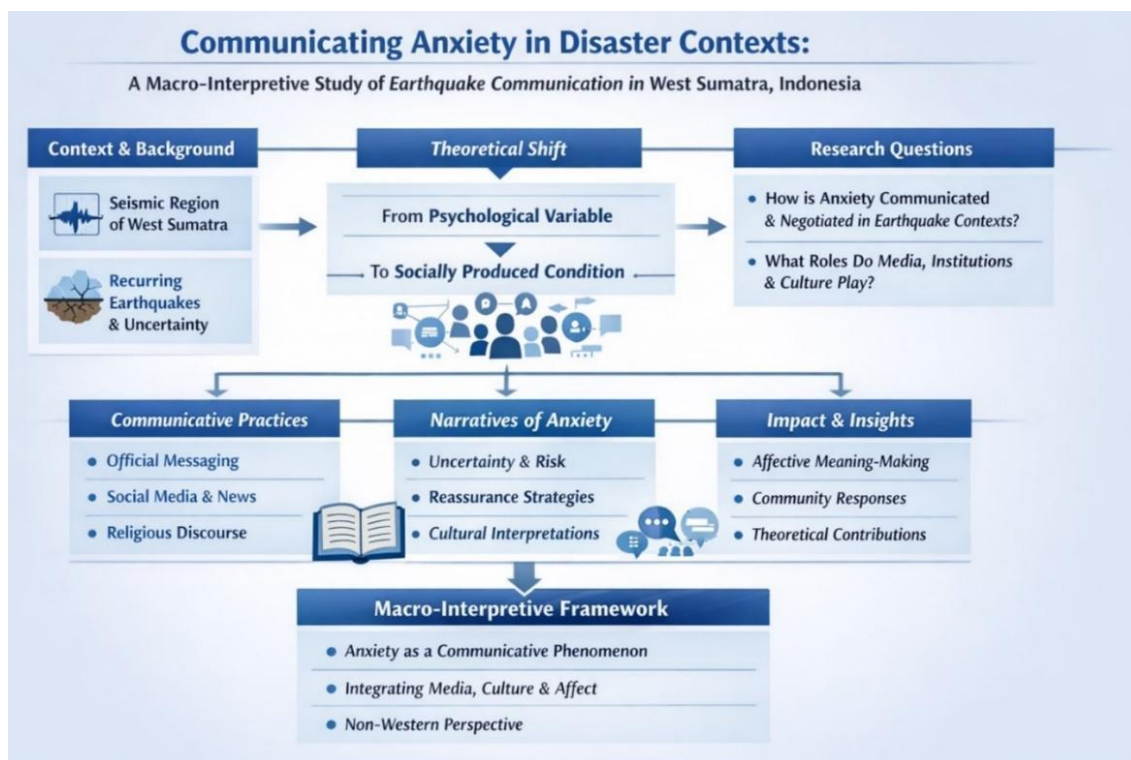 Communicating Anxiety in Disaster Contexts:
A Macro-Interpretive Study of Earthquake Communication in West Sumatra, Indonesia
Context & Background
Seismic Region
of West Sumatra
Recurring
Earthquakes
& Uncertainty
Theoretical Shift
From Psychological Variable
To Socially Produced Condition
Research Questions
• How is Anxiety Communicated
& Negotiated in Earthquake Contexts?
• What Roles Do Media, Institutions
& Culture Play?
Communicative Practices
• Official Messaging
• Social Media & News
• Religious Discourse
Narratives of Anxiety
• Uncertainty & Risk
• Reassurance Strategies
• Cultural Interpretations
Impact & Insights
• Affective Meaning-Making
• Community Responses
• Theoretical Contributions
Macro-Interpretive Framework
• Anxiety as a Communicative Phenomenon
• Integrating Media, Culture & Affect
• Non-Western Perspective